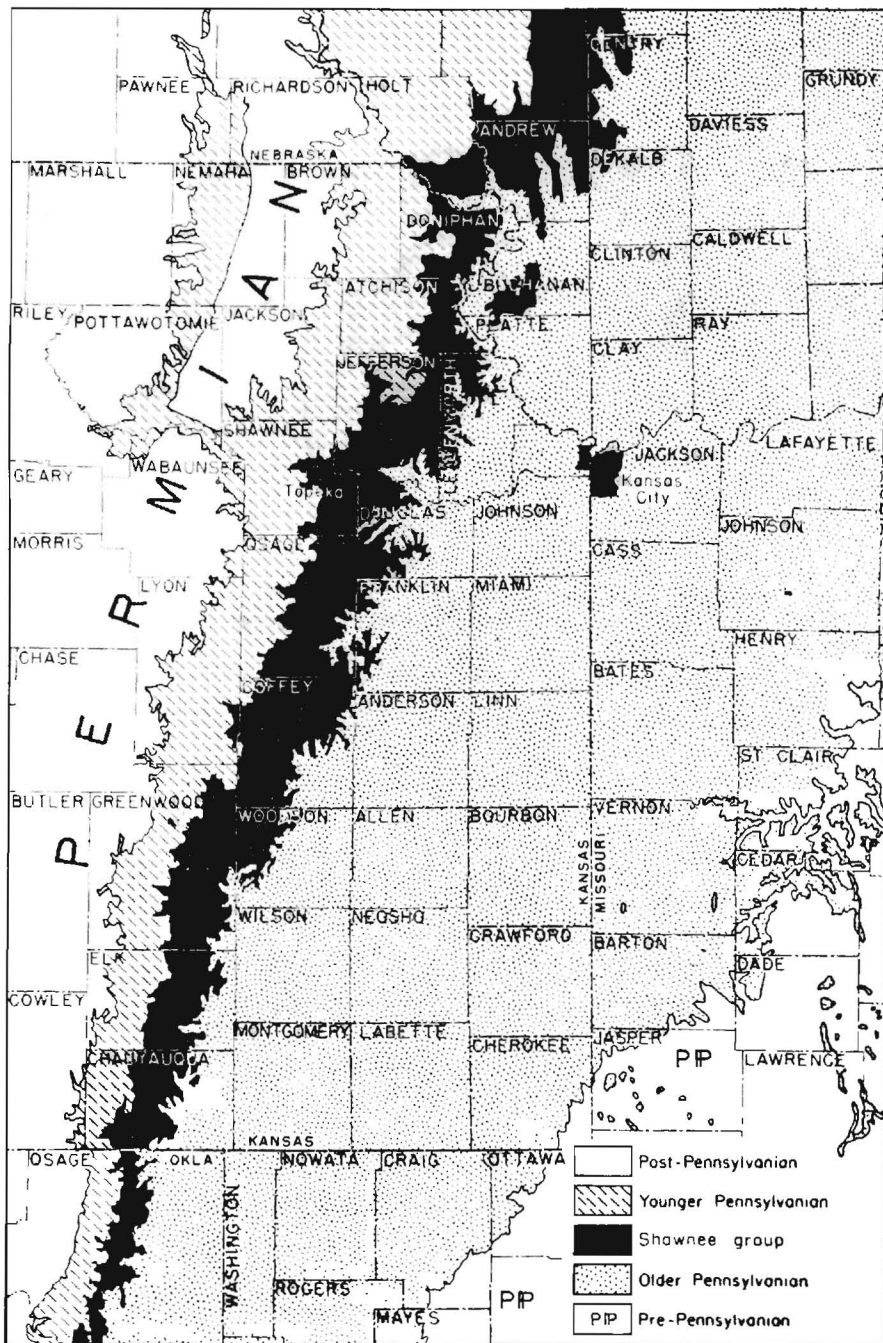 GENTRY
GRUNDY
PAWNEE RICHARDSON HOLT
ANDREW DAVIESS
NEBRASKA
DEKALB
MARSHALL NEMAHA BROWN
DONIPHAN
CALDWELL
CLINTON
ATCHISON BUCHANAN
RILEY JACKSON
POTTAWOTOMIE PLATTE RAY
CLAY
JEFFERSON
LEAVENWORTH
SHAWNEE
LAFAYETTE
WABAUNSEE JACKSON
GEARY Kansas City
Topeka
DOUGLAS JOHNSON
JOHNSON
MORRIS OSAGE CASS
LYON FRANKLIN MIAMI
HENRY
CHASE
BATES
COFFEY
ANDERSON LINN
ST CLAIR
BUTLER GREENWOOD
WOODSON ALLEN BOURBON VERNON
KANSAS
MISSOURI
CEDAR
PERMIAN
WILSON NEOSHO
CRAWFORD BARTON
ELK DADE
COWLEY
MONTGOMERY LABETTE
CHEROKEE JASPER
CHAUTAUQUA PIP LAWRENCE
KANSAS
OSAGE OKLA NOWATA CRAIG OTTAWA
WASHINGTON
ROGERS
MAYES
PIP
Post-Pennsylvanian
Younger Pennsylvanian
Shawnee group
Older Pennsylvanian
PIP Pre-Pennsylvanian